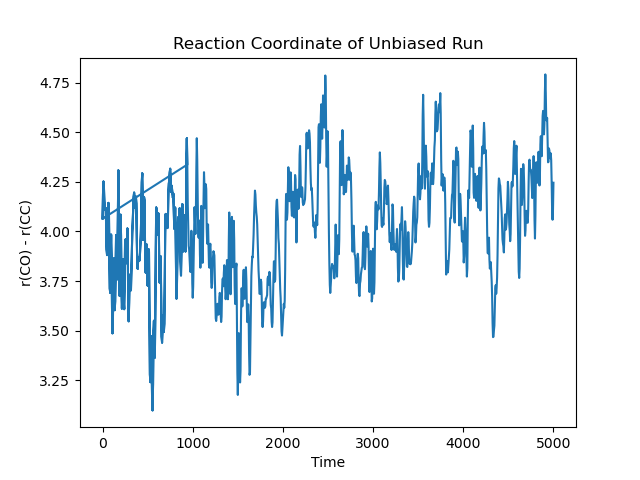 Reaction Coordinate of Unbiased Run
r(CO) - r(CC)
4.75
4.50
4.25
4.00
3.75
3.50
3.25
0 1000 2000 3000 4000 5000
Time